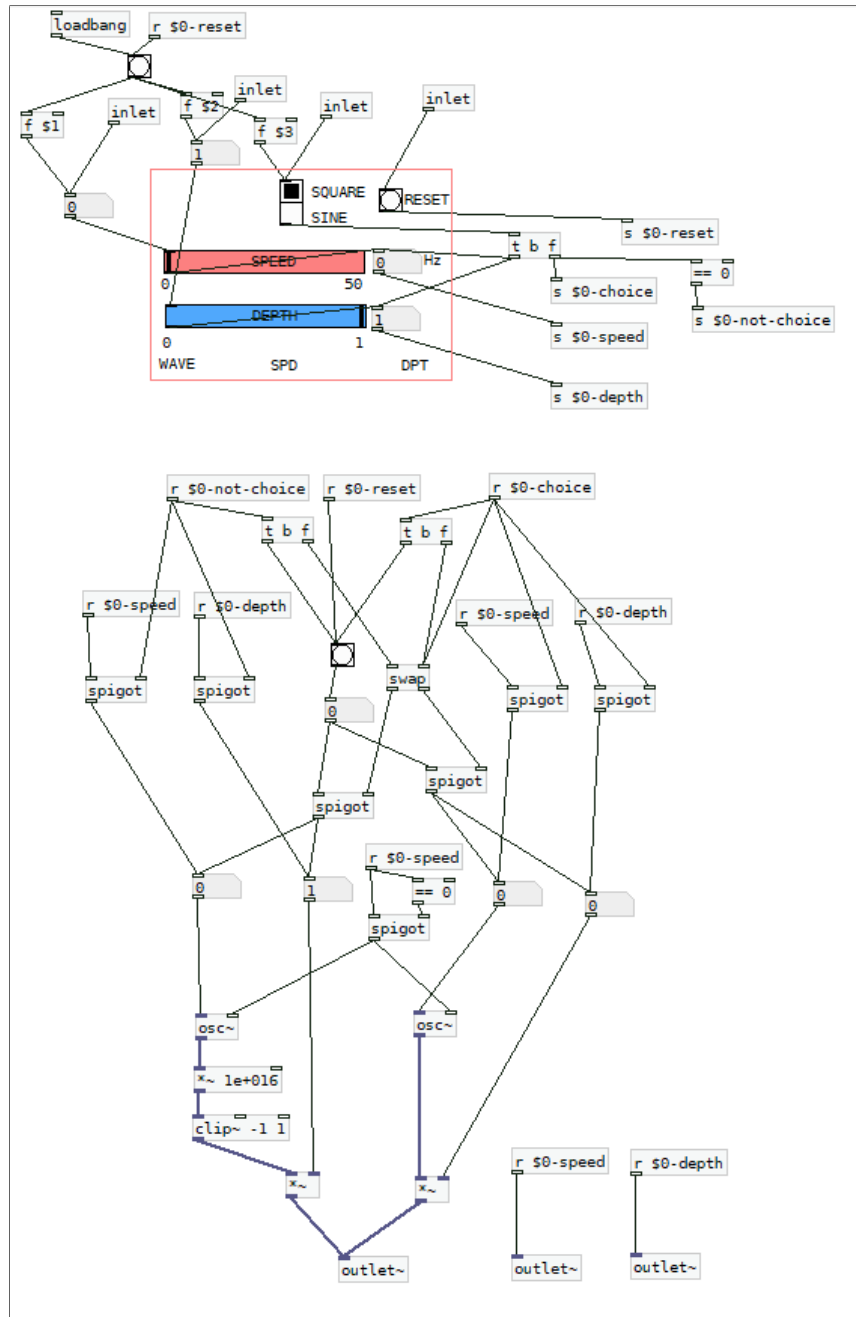 loadbang
r $0-reset
f $1
inlet
f $2
inlet
f $3
inlet
inlet
1
0
SQUARE
SINE
RESET
s $0-reset
t b f
== 0
SPEED
0
Hz
0
50
s $0-choice
s $0-not-choice
s $0-speed
DEPTH
1
0
1
WAVE
SPD
DPT
s $0-depth
r $0-not-choice
r $0-reset
r $0-choice
t b f
t b f
r $0-speed
r $0-depth
r $0-speed
r $0-depth
spigot
spigot
swap
spigot
spigot
0
spigot
spigot
r $0-speed
0
1
== 0
0
0
spigot
osc~
osc~
*~ 1e+016
clip~ -1 1
*~
*~
r $0-speed
r $0-depth
outlet~
outlet~
outlet~